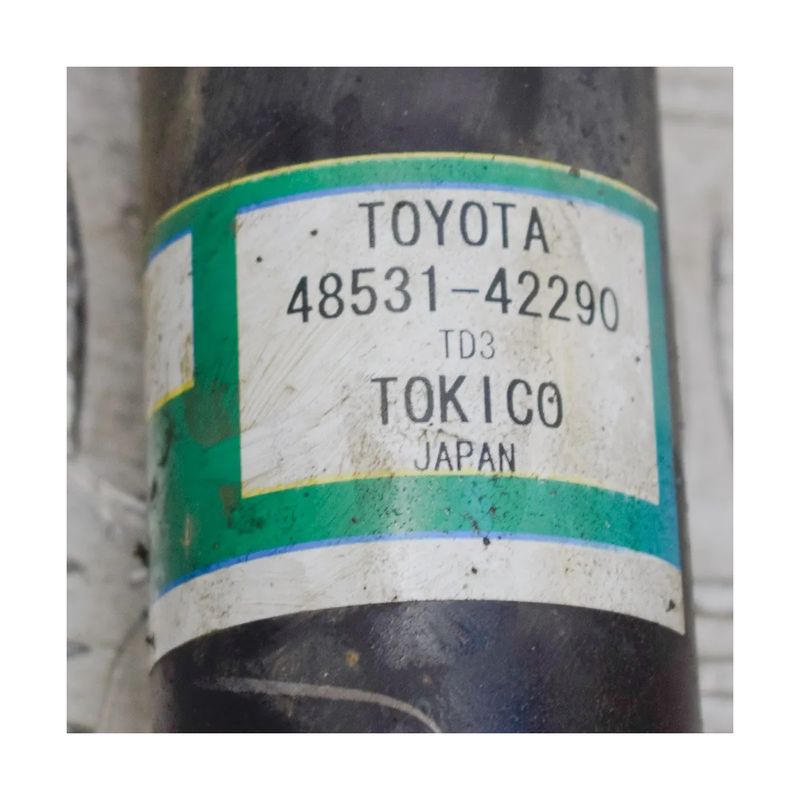 TOYOTA
48531-42290
TD3
TOKICO
JAPAN